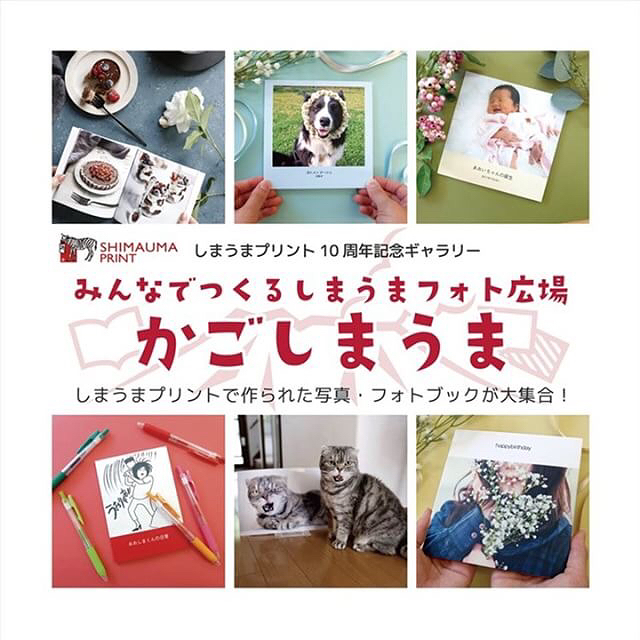 あおいちゃんの誕生
SHIMAUMA
PRINT
しまうまプリント 10 周年記念ギャラリー
みんなでつくるしまうまフォト広場
かごしまうま
しまうまプリントで作られた写真・フォトブックが大集合！
happybirthday